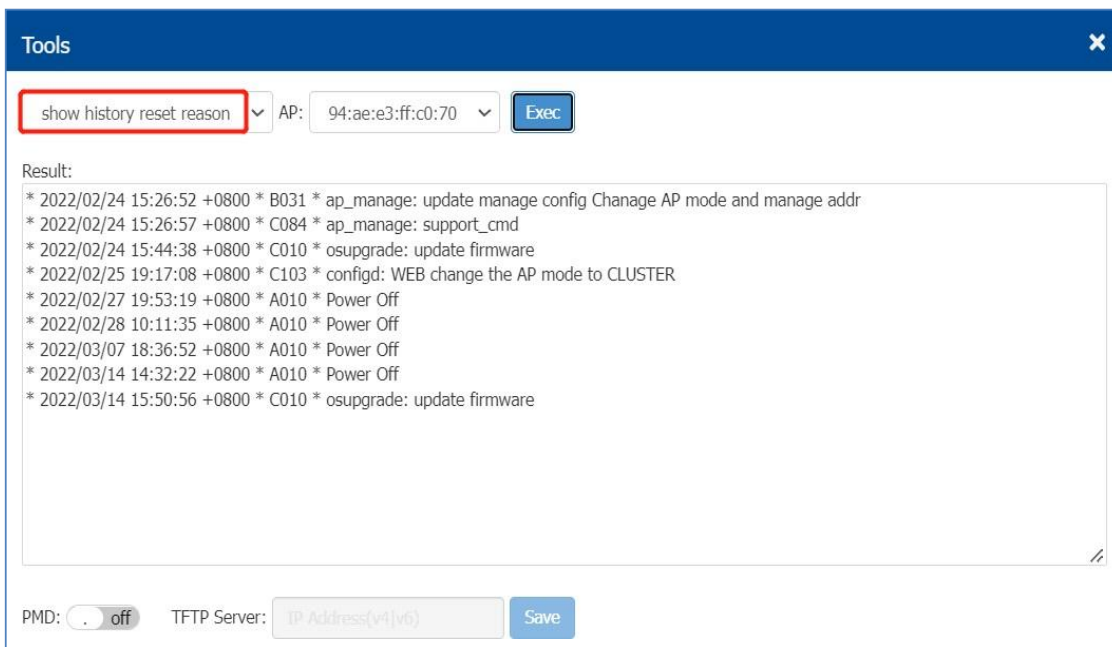 Tools
show history reset reason AP: 94:ae:e3:ff:c0:70 Exec
Result:
* 2022/02/24 15:26:52 +0800 * B031 * ap_manage: update manage config Chanage AP mode and manage addr
* 2022/02/24 15:26:57 +0800 * C084 * ap_manage: support_cmd
* 2022/02/24 15:44:38 +0800 * C010 * osupgrade: update firmware
* 2022/02/25 19:17:08 +0800 * C103 * configd: WEB change the AP mode to CLUSTER
* 2022/02/27 19:53:19 +0800 * A010 * Power Off
* 2022/02/28 10:11:35 +0800 * A010 * Power Off
* 2022/03/07 18:36:52 +0800 * A010 * Power Off
* 2022/03/14 14:32:22 +0800 * A010 * Power Off
* 2022/03/14 15:50:56 +0800 * C010 * osupgrade: update firmware
PMD: . off TFTP Server: IP Address(v4|v6) Save